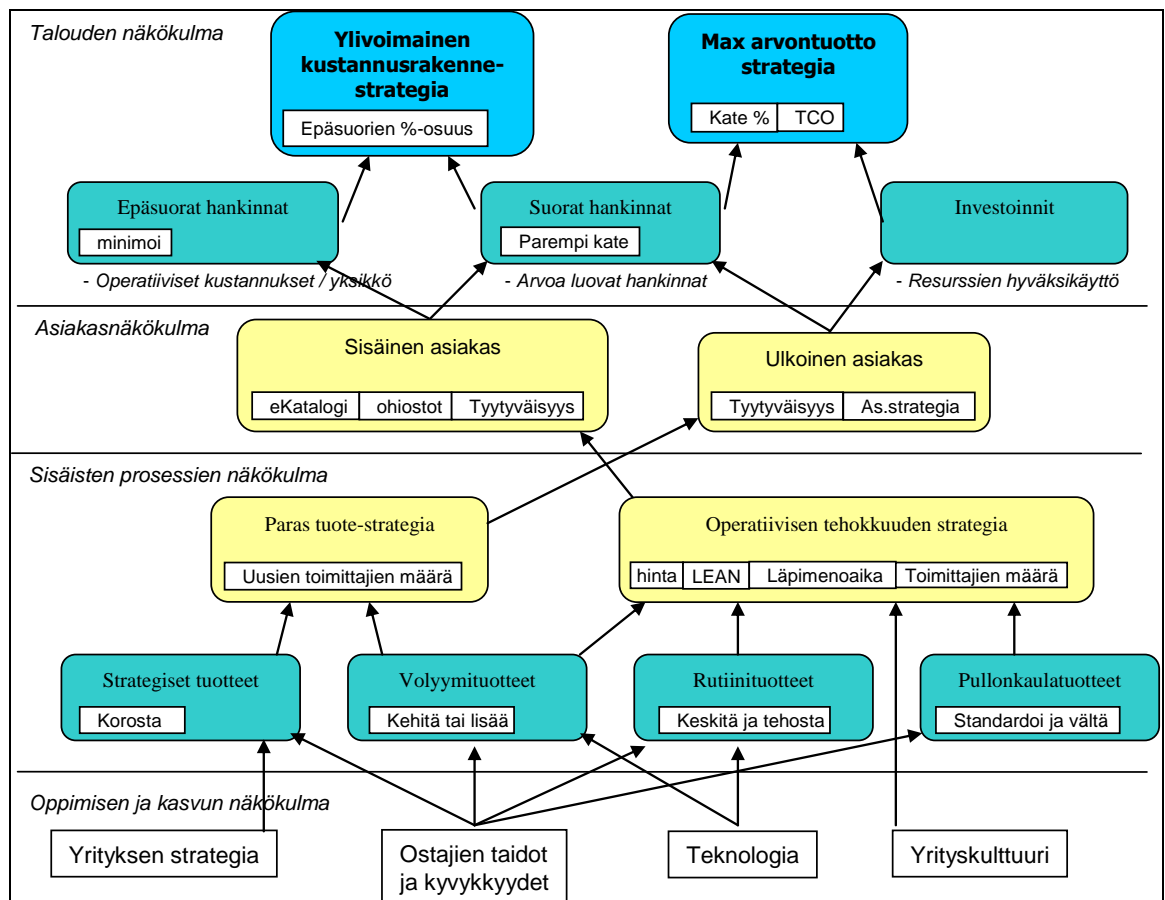 Talouden näkökulma
Ylivoimainen
kustannusrakenne-
strategia
Epäsuorien %-osuus
Max arvontuotto
strategia
Kate %
TCO
Epäsuorat hankinnat
minimoi
Suorat hankinnat
Parempi kate
Investoinnit
- Operatiiviset kustannukset / yksikkö
- Arvoa luovat hankinnat
- Resurssien hyväksikäyttö
Asiakasnäkökulma
Sisäinen asiakas
eKatalogi
ohiostot
Tyytyväisyys
Ulkoinen asiakas
Tyytyväisyys
As.strategia
Sisäisten prosessien näkökulma
Paras tuote-strategia
Uusien toimittajien määrä
Operatiivisen tehokkuuden strategia
hinta
LEAN
Läpimenoaika
Toimittajien määrä
Strategiset tuotteet
Korosta
Volyymituotteet
Kehitä tai lisää
Rutiinituotteet
Keskitä ja tehosta
Pullonkaulatuotteet
Standardoi ja vältä
Oppimisen ja kasvun näkökulma
Yrityksen strategia
Ostajien taidot
ja kyvykkyydet
Teknologia
Yrityskulttuuri